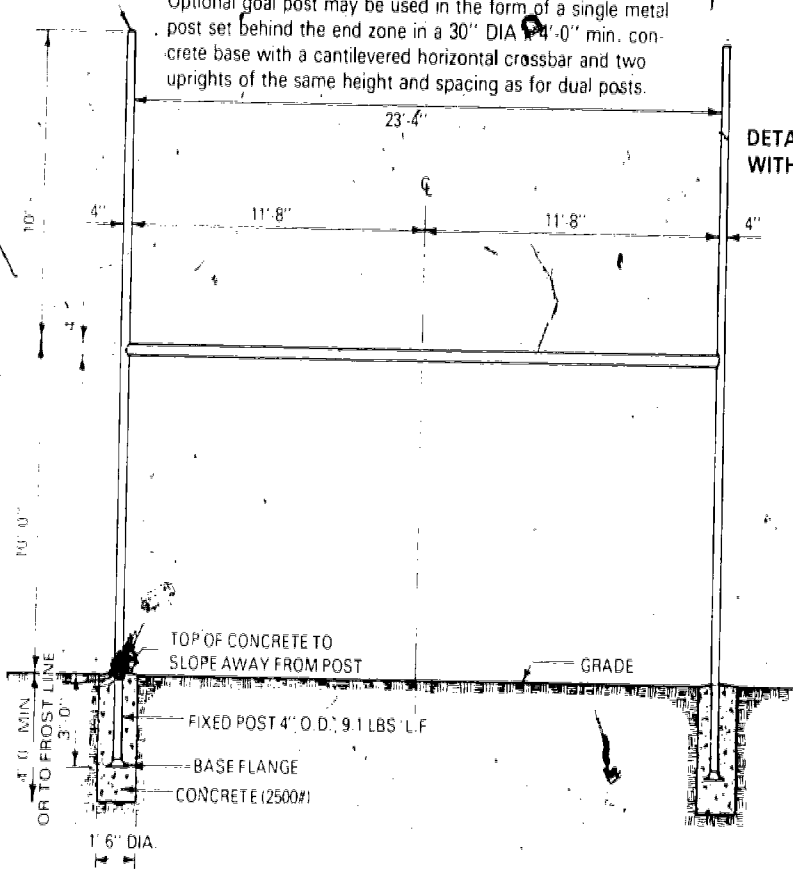 Optional goal post may be used in the form of a single metal
post set behind the end zone in a 30" DIA 4'-0" min. con-
crete base with a cantilevered horizontal crossbar and two
uprights of the same height and spacing as for dual posts.
23'-4"
DETA
WITH
℄
10'
4"
11'-8"
11'-8"
4"
4"
10'-0"
TOP OF CONCRETE TO
SLOPE AWAY FROM POST
GRADE
4'-0" MIN
OR TO FROST LINE
3'-0"
FIXED POST 4" O.D., 9.1 LBS L.F
BASE FLANGE
CONCRETE (2500#)
1' 6" DIA.